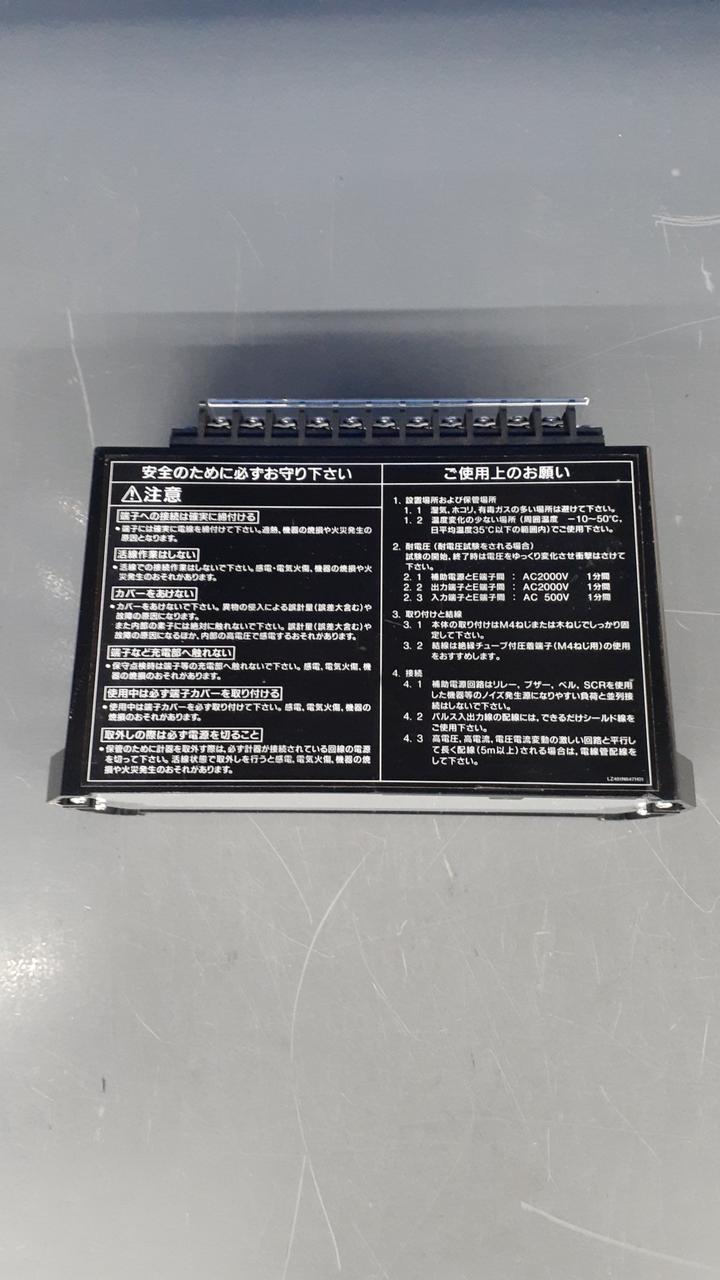 安全のために必ずお守り下さい
⚠注意
端子への接続は確実に締付ける
•端子には確実に電線を締付けて下さい。過熱、機器の焼損や火災発生の
原因となります。
活線作業はしない
•活線での接続作業はしないで下さい。感電・電気火傷、機器の焼損や火
災発生のおそれがあります。
カバーをあけない
•カバーをあけないで下さい。異物の侵入による誤計量(誤差大含む)や
故障の原因になります。
また内部の素子には絶対に触れないで下さい。誤計量(誤差大含む)や
故障の原因になるほか、内部の高電圧で感電するおそれがあります。
端子など充電部へ触れない
•保守点検時は端子等の充電部へ触れないで下さい。感電、電気火傷、機
器の焼損のおそれがあります。
使用中は必ず端子カバーを取り付ける
•使用中は端子カバーを必ず取り付けて下さい。感電、電気火傷、機器の
焼損のおそれがあります。
取外しの際は必ず電源を切ること
•保管のために計器を取外す際は、必ず計器が接続されている回線の電源
を切って下さい。活線状態で取外しを行うと感電、電気火傷、機器の焼
損や火災発生のおそれがあります。
ご使用上のお願い
1. 設置場所および保管場所
1. 1 湿気、ホコリ、有毒ガスの多い場所は避けて下さい。
1. 2 温度変化の少ない場所(周囲温度 −10~50℃,
日平均温度35℃以下の範囲内)でご使用下さい。
2. 耐電圧(耐電圧試験をされる場合)
試験の開始、終了時は電圧をゆっくり変化させ衝撃はさけて
下さい。
2. 1 補助電源とE端子間 : AC2000V 1分間
2. 2 出力端子とE端子間 : AC2000V 1分間
2. 3 入力端子とE端子間 : AC 500V 1分間
3. 取り付けと結線
3. 1 本体の取り付けはM4ねじまたは木ねじでしっかり固
定して下さい。
3. 2 結線は絶縁チューブ付圧着端子(M4ねじ用)の使用
をおすすめします。
4. 接続
4. 1 補助電源回路はリレー、ブザー、ベル、SCRを使用
した機器等のノイズ発生源になりやすい負荷と並列接
続はしないで下さい。
4. 2 パルス入出力線の配線には、できるだけシールド線を
ご使用下さい。
4. 3 高電圧、高電流、電圧電流変動の激しい回路と平行し
て長く配線(5m以上)される場合は、電線管配線を
して下さい。